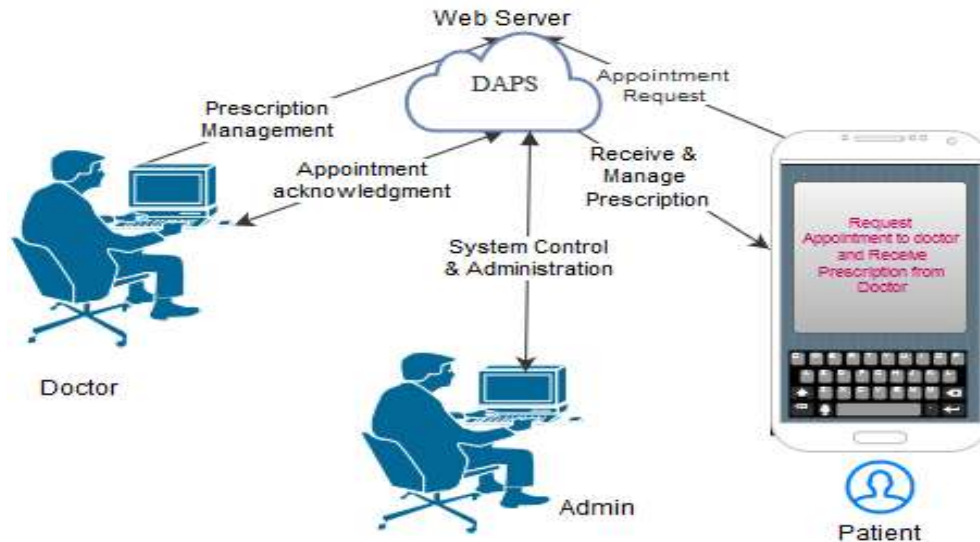 Web Server
DAPS
Appointment
Request
Prescription
Management
Appointment
acknowledgment
Receive &
Manage
Prescription
System Control
& Administration
Request
Appointment to doctor
and Receive
Prescription from
Doctor
Doctor
Admin
Patient